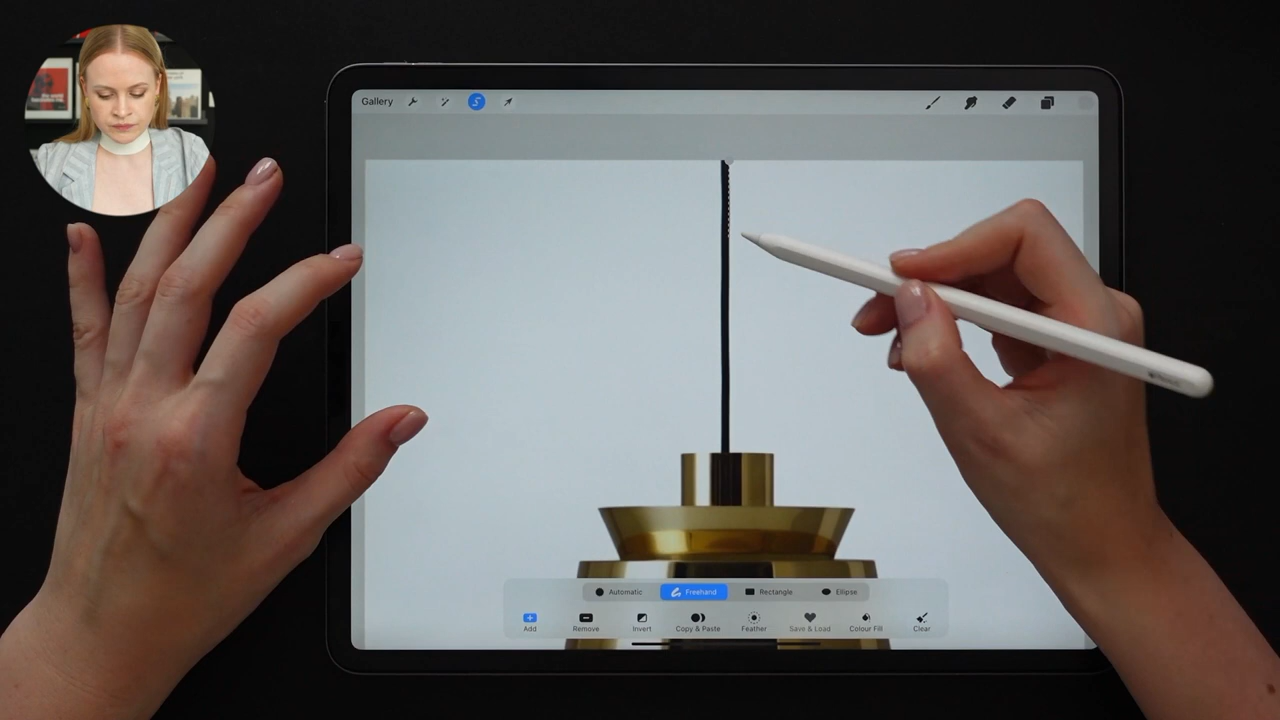 Gallery
Automatic Freehand Rectangle Ellipse
Add Remove Invert Copy & Paste Feather Save & Load Colour Fill Clear